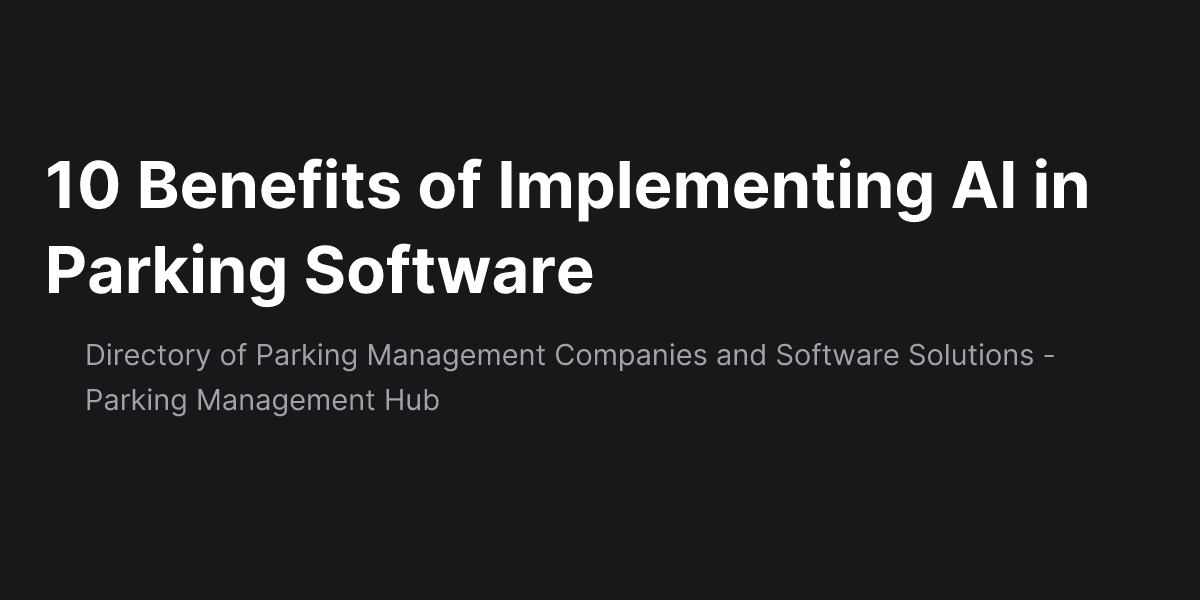 10 Benefits of Implementing AI in
Parking Software
Directory of Parking Management Companies and Software Solutions -
Parking Management Hub